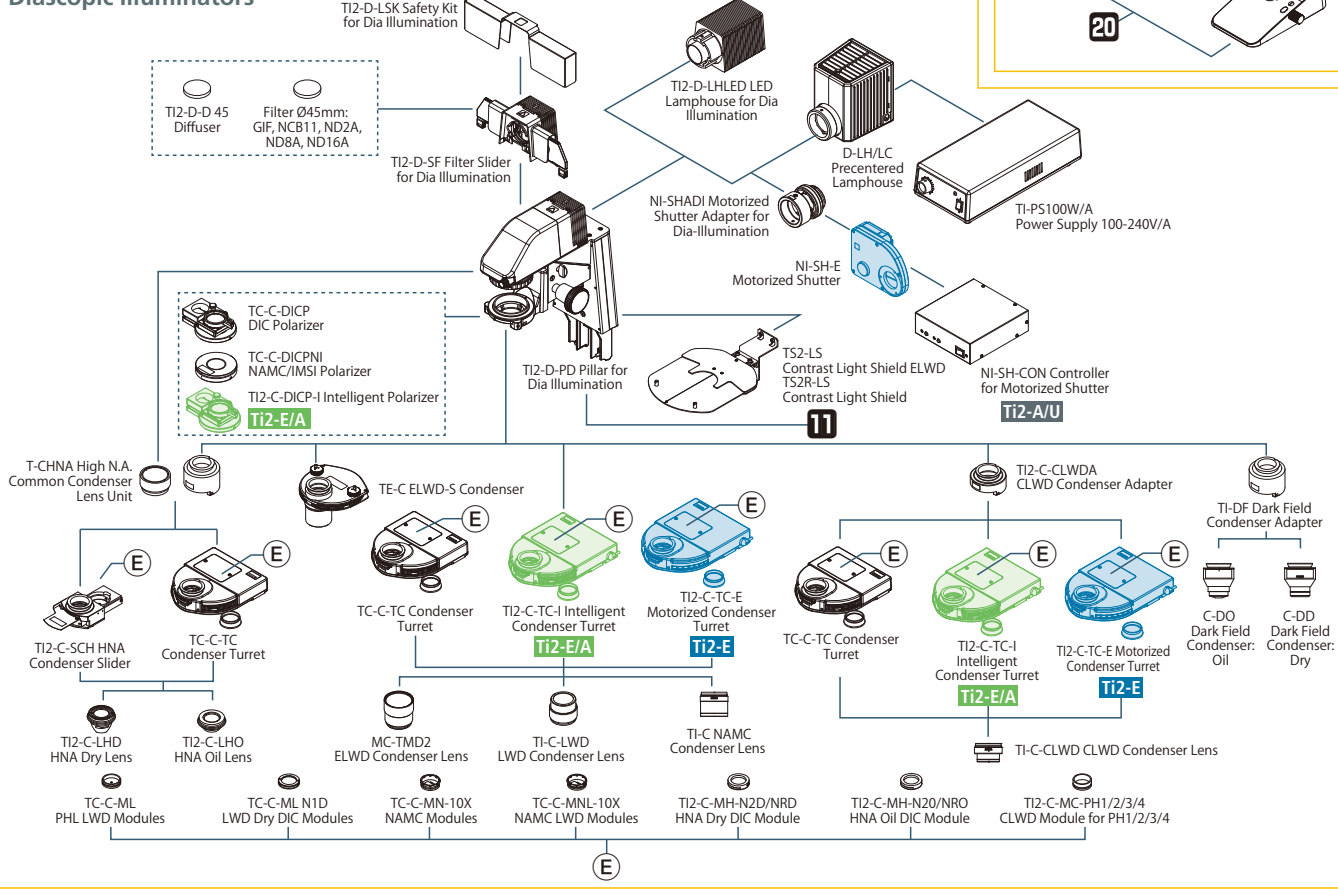 Diascopic Illuminators
TI2-D-LSK Safety Kit
for Dia Illumination
20
TI2-D-D 45
Diffuser
Filter Ø45mm:
GIF, NCB11, ND2A,
ND8A, ND16A
TI2-D-SF Filter Slider
for Dia Illumination
TI2-D-LHLED LED
Lamphouse for Dia
Illumination
D-LH/LC
Precentered
Lamphouse
TI-PS100W/A
Power Supply 100-240V/A
NI-SHADI Motorized
Shutter Adapter for
Dia-Illumination
NI-SH-E
Motorized Shutter
NI-SH-CON Controller
for Motorized Shutter
Ti2-A/U
TC-C-DICP
DIC Polarizer
TC-C-DICPNI
NAMC/IMSI Polarizer
TI2-C-DICP-I Intelligent Polarizer
Ti2-E/A
TI2-D-PD Pillar for
Dia Illumination
TS2-LS
Contrast Light Shield ELWD
TS2R-LS
Contrast Light Shield
11
T-CHNA High N.A.
Common Condenser
Lens Unit
TE-C ELWD-S Condenser
TI2-C-CLWDA
CLWD Condenser Adapter
TI-DF Dark Field
Condenser Adapter
E
E
E
E
E
E
E
E
TI2-C-SCH HNA
Condenser Slider
TC-C-TC
Condenser Turret
TC-C-TC Condenser
Turret
TI2-C-TC-I Intelligent
Condenser Turret
Ti2-E/A
TI2-C-TC-E
Motorized Condenser
Turret
Ti2-E
TC-C-TC Condenser
Turret
TI2-C-TC-I
Intelligent
Condenser Turret
Ti2-E/A
TI2-C-TC-E Motorized
Condenser Turret
Ti2-E
C-DO
Dark Field
Condenser:
Oil
C-DD
Dark Field
Condenser:
Dry
TI2-C-LHD
HNA Dry Lens
TI2-C-LHO
HNA Oil Lens
MC-TMD2
ELWD Condenser Lens
TI-C-LWD
LWD Condenser Lens
TI-C NAMC
Condenser Lens
TI-C-CLWD CLWD Condenser Lens
TC-C-ML
PHL LWD Modules
TC-C-ML N1D
LWD Dry DIC Modules
TC-C-MN-10X
NAMC Modules
TC-C-MNL-10X
NAMC LWD Modules
TI2-C-MH-N2D/NRD
HNA Dry DIC Module
TI2-C-MH-N20/NRO
HNA Oil DIC Module
TI2-C-MC-PH1/2/3/4
CLWD Module for PH1/2/3/4
E